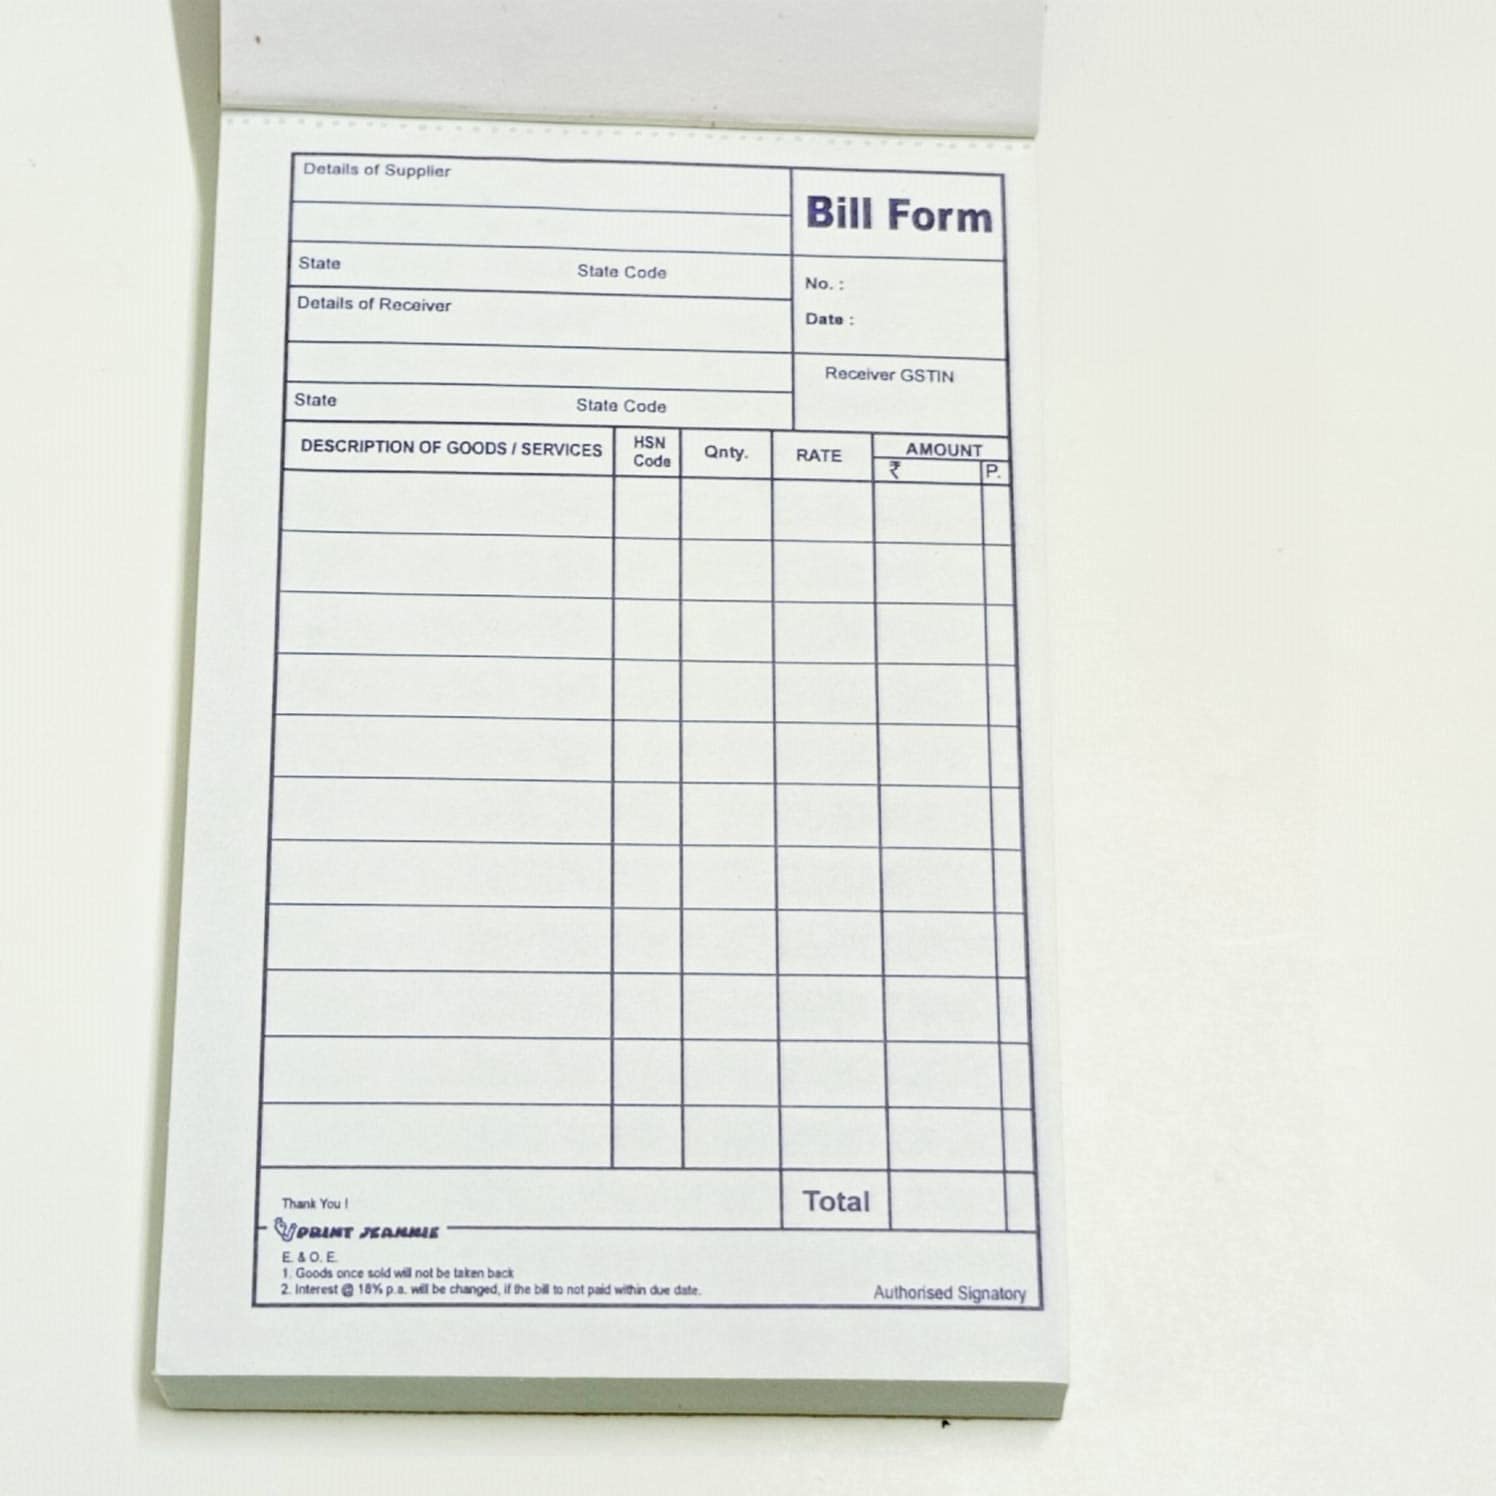 Details of Supplier
Bill Form
State State Code
No. :
Date :
Details of Receiver
Receiver GSTIN
State State Code
DESCRIPTION OF GOODS / SERVICES HSN Code Qnty. RATE AMOUNT
₹ P.
Thank You !
Total
PRINT JEANNIE
E. & O. E.
1. Goods once sold will not be taken back
2. Interest @ 18% p.a. will be changed, if the bill to not paid within due date.
Authorised Signatory